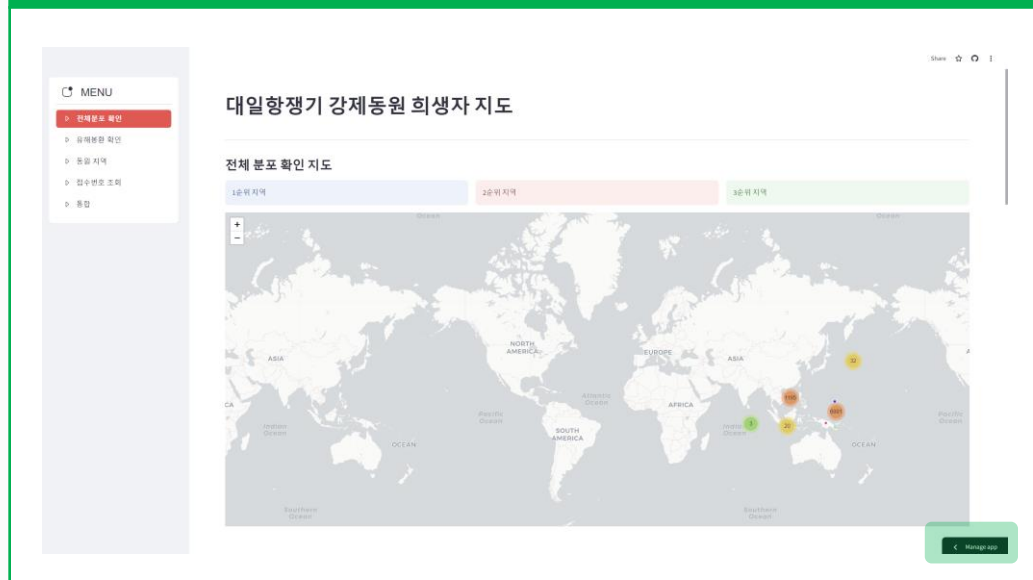 Share
MENU
전체분포 확인
유해봉환 확인
동원 지역
접수번호 조회
통합
대일항쟁기 강제동원 희생자 지도
전체 분포 확인 지도
1순위 지역
2순위 지역
3순위 지역
+
−
Ocean
Ocean
NORTH
AMERICA
EUROPE
ASIA
ASIA
32
Atlantic
Ocean
AFRICA
CA
Pacific
Ocean
Pacific
Ocean
Indian
Ocean
Indian
Ocean
3
20
SOUTH
AMERICA
OCEAN
OCEAN
Southern
Ocean
Southern
Ocean
Manage app